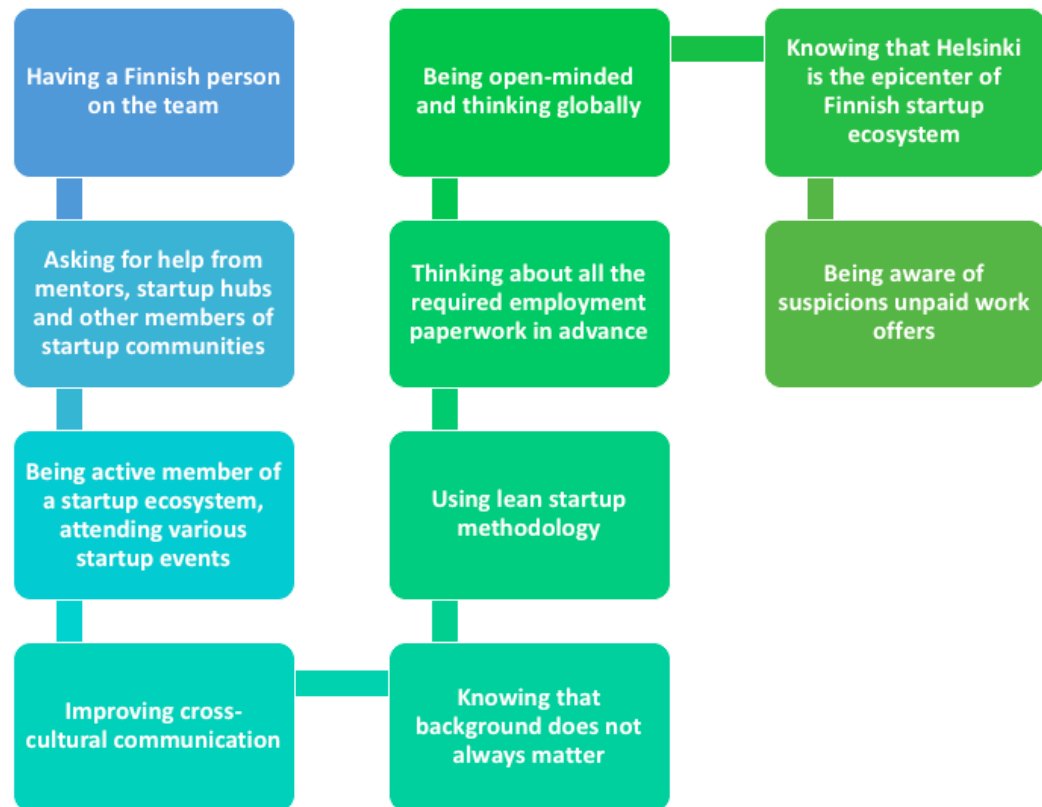 Having a Finnish person
on the team
Asking for help from
mentors, startup hubs
and other members of
startup communities
Being active member of
a startup ecosystem,
attending various
startup events
Improving cross-
cultural communication
Knowing that
background does not
always matter
Using lean startup
methodology
Thinking about all the
required employment
paperwork in advance
Being open-minded
and thinking globally
Knowing that Helsinki
is the epicenter of
Finnish startup
ecosystem
Being aware of
suspicions unpaid work
offers